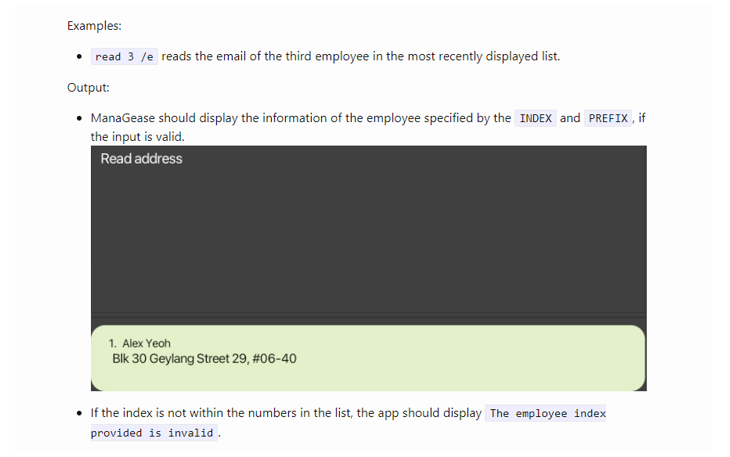 Examples:
• read 3 /e reads the email of the third employee in the most recently displayed list.
Output:
• ManaGease should display the information of the employee specified by the INDEX and PREFIX , if
the input is valid.
Read address
1. Alex Yeoh
Blk 30 Geylang Street 29, #06-40
• If the index is not within the numbers in the list, the app should display The employee index
provided is invalid .